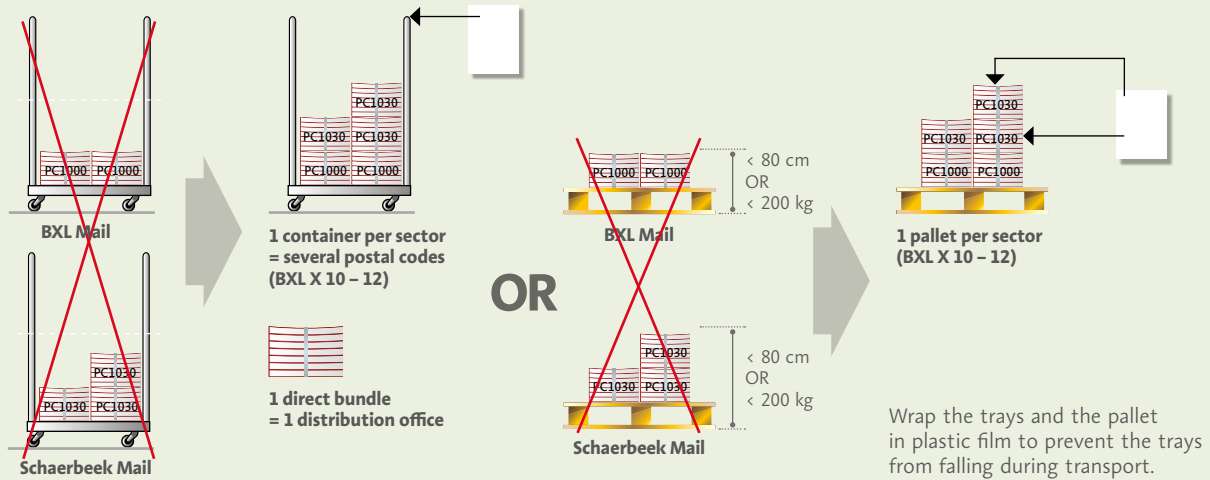 PC1000 PC1000
BXL Mail
PC1030
PC1030 PC1030
Schaerbeek Mail
PC1030
PC1030 PC1030
PC1000 PC1000
1 container per sector
= several postal codes
(BXL X 10 – 12)
1 direct bundle
= 1 distribution office
OR
PC1000 PC1000
BXL Mail
< 80 cm
OR
< 200 kg
PC1030
PC1030 PC1030
Schaerbeek Mail
< 80 cm
OR
< 200 kg
PC1030
PC1030 PC1030
PC1000 PC1000
1 pallet per sector
(BXL X 10 – 12)
Wrap the trays and the pallet
in plastic film to prevent the trays
from falling during transport.